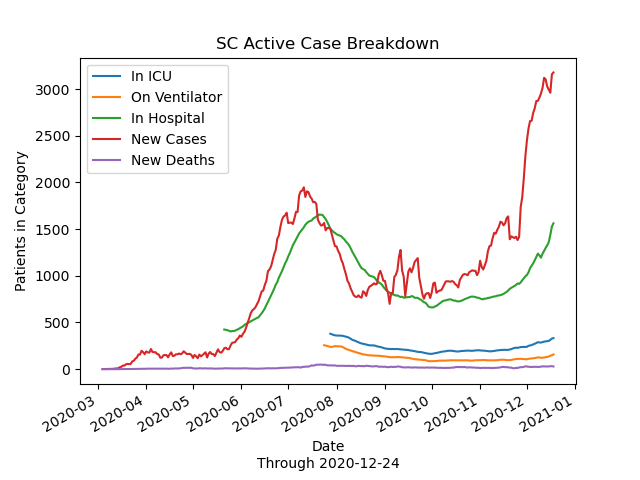 SC Active Case Breakdown
In ICU
On Ventilator
In Hospital
New Cases
New Deaths
Patients in Category
3000
2500
2000
1500
1000
500
0
2020-03
2020-04
2020-05
2020-06
2020-07
2020-08
2020-09
2020-10
2020-11
2020-12
2021-01
Date
Through 2020-12-24